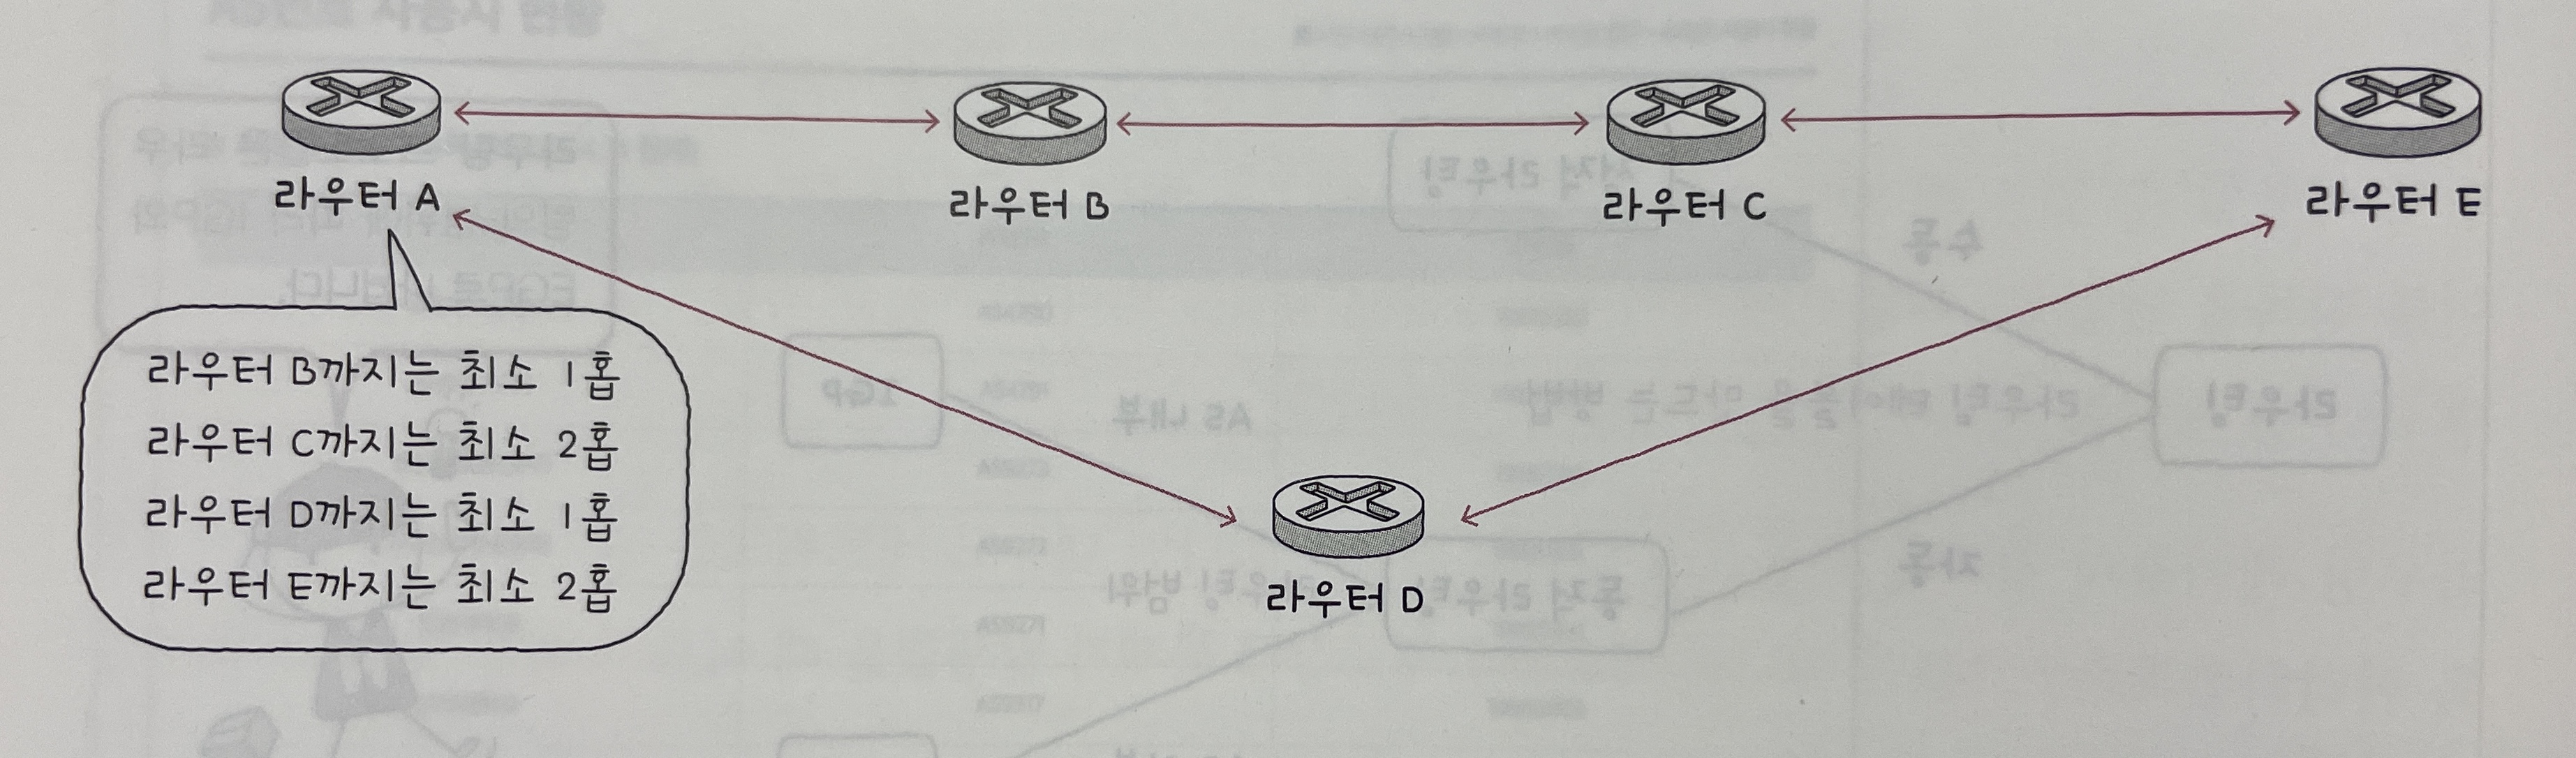 라우터 A
라우터 B
라우터 C
라우터 E
라우터 B까지는 최소 1홉
라우터 C까지는 최소 2홉
라우터 D까지는 최소 1홉
라우터 E까지는 최소 2홉
라우터 D